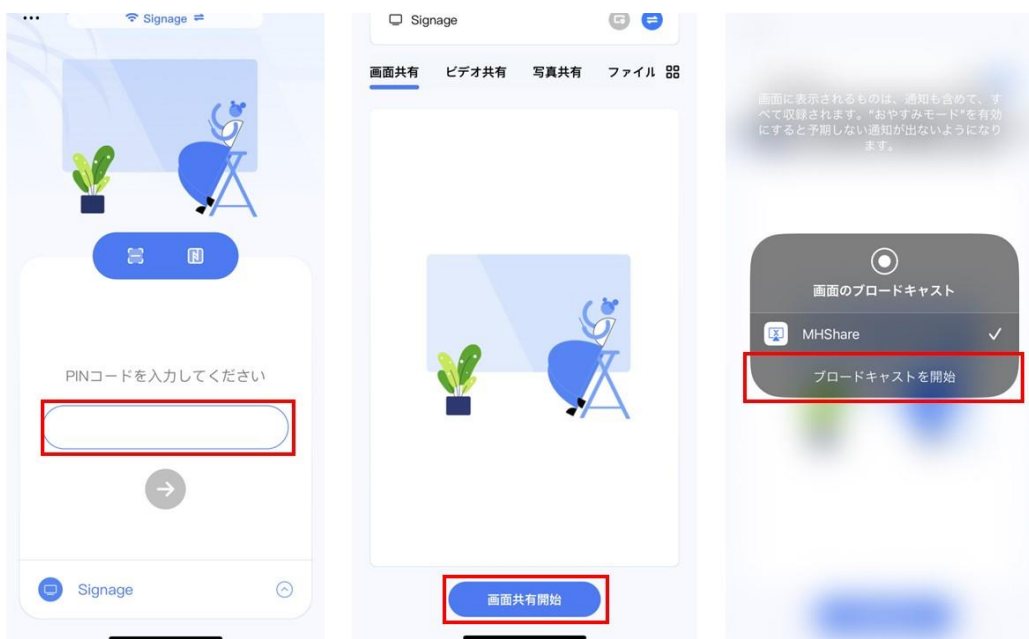 Signage
PINコードを入力してください
Signage
Signage
画面共有
ビデオ共有
写真共有
ファイル
画面共有開始
画面に表示されるものは、通知も含めて、す
べて収録されます。“おやすみモード”を有効
にすると予期しない通知が出ないようになり
ます。
画面のブロードキャスト
MHShare
ブロードキャストを開始